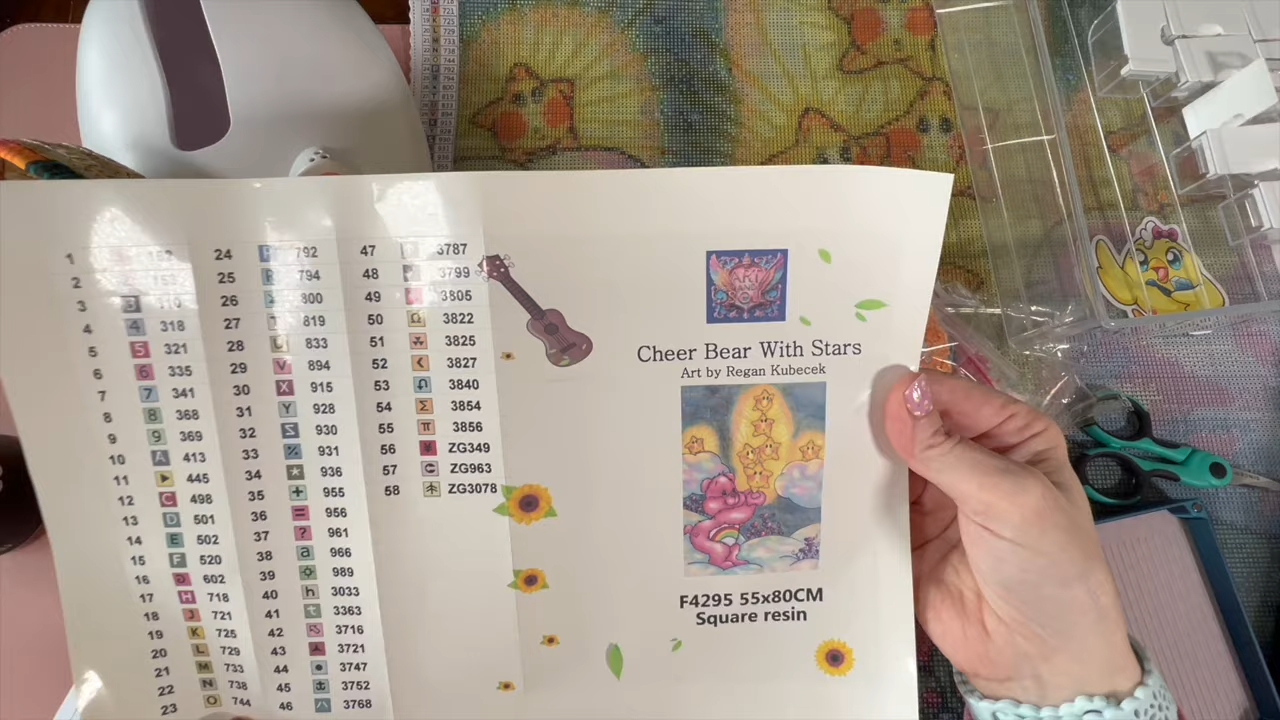 1 152
2 153
3 3 310
4 4 318
5 5 321
6 6 335
7 7 341
8 8 368
9 9 369
10 A 413
11 445
12 C 498
13 D 501
14 E 502
15 F 520
16 G 602
17 H 718
18 J 721
19 K 725
20 L 729
21 M 733
22 N 738
23 O 744
24 P 792
25 R 794
26 800
27 T 819
28 U 833
29 V 894
30 X 915
31 Y 928
32 Z 930
33 931
34 936
35 + 955
36 = 956
37 ? 961
38 a 966
39 989
40 h 3033
41 t 3363
42 3716
43 3721
44 3747
45 3752
46 3768
47 3787
48 3799
49 3805
50 Ω 3822
51 3825
52 3827
53 3840
54 Σ 3854
55 π 3856
56 ¥ ZG349
57 ZG963
58 ZG3078
ART
Cheer Bear With Stars
Art by Regan Kubecek
F4295 55x80CM
Square resin